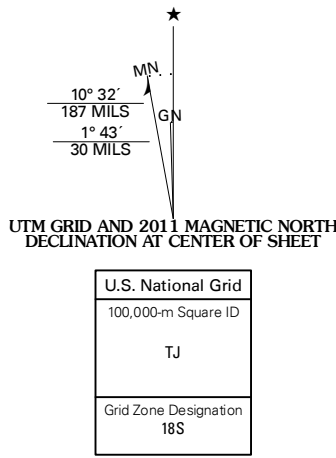 ★
MN
10° 32´
187 MILS
GN
1° 43´
30 MILS
UTM GRID AND 2011 MAGNETIC NORTH
DECLINATION AT CENTER OF SHEET
U.S. National Grid
100,000-m Square ID
TJ
Grid Zone Designation
18S